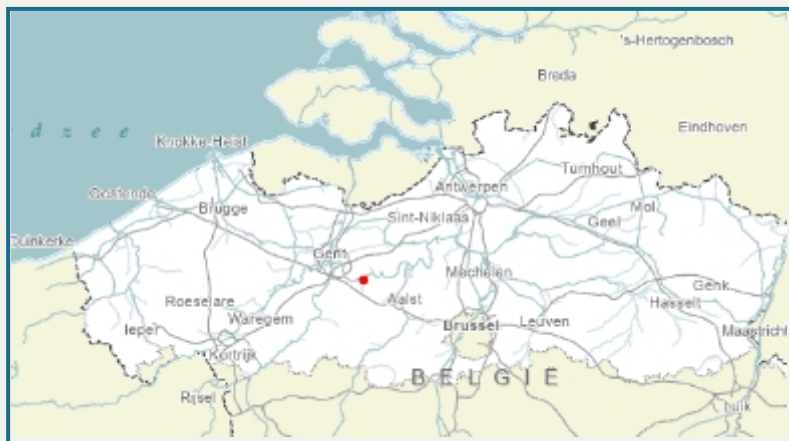 's-Hertogenbosch
Breda
d z e e
Eindhoven
Knokke-Heist
Turnhout
Antwerpen
Oostende
Mol
Brugge
Sint-Niklaas
Geel
Duinkerke
Gent
Mechelen
Genk
Roeselare
Aalst
Hasselt
Ieper
Waregem
Brussel
Leuven
Maastricht
Kortrijk
BELGIË
Rijsel
Luik